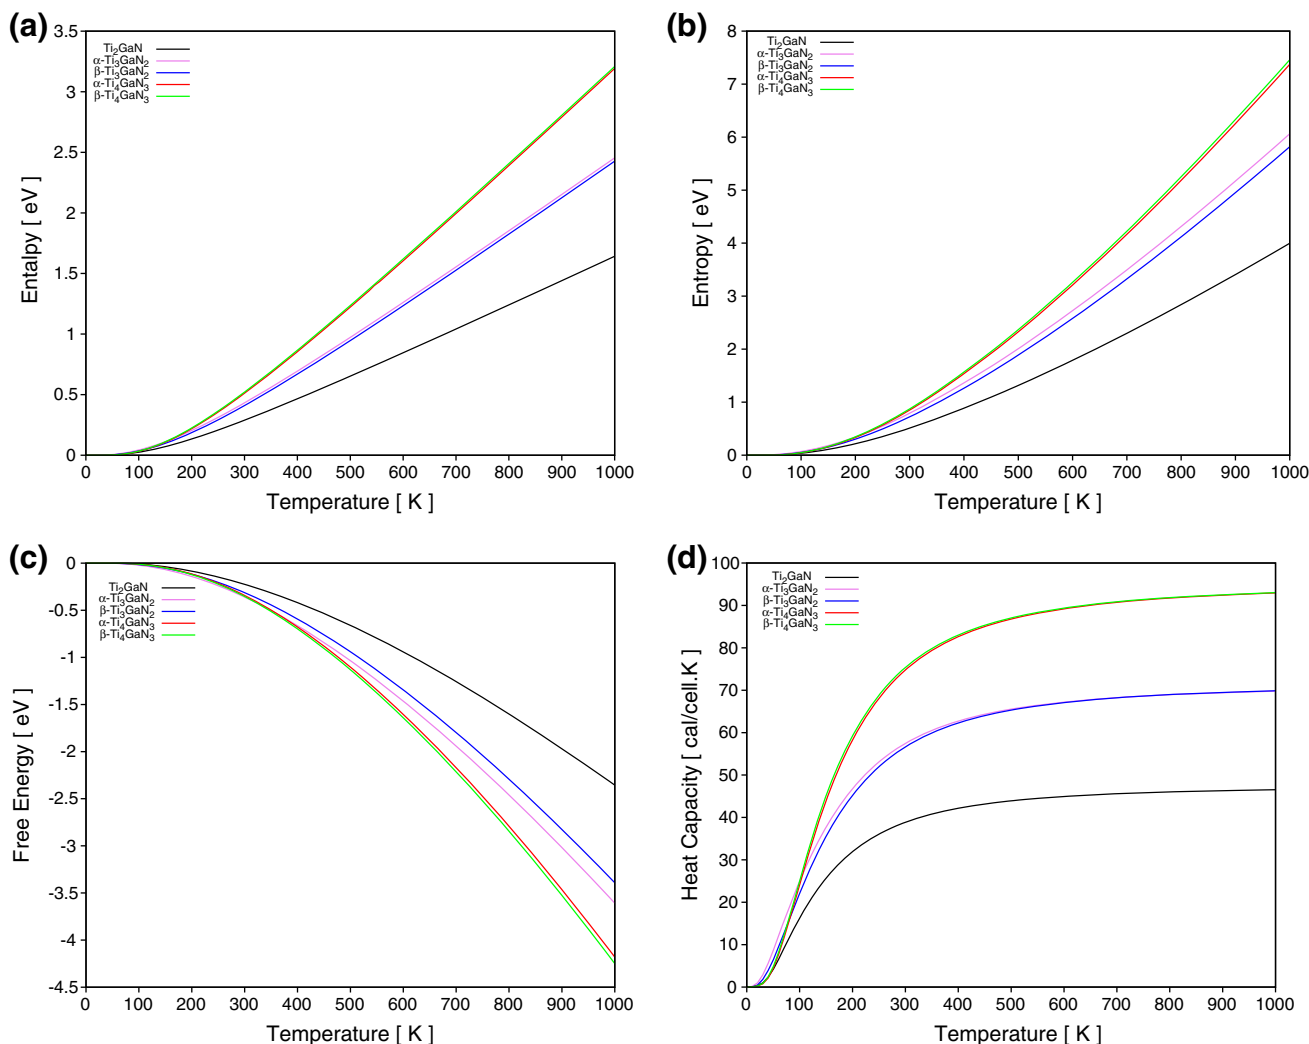 (a)
3.5
3
2.5
2
1.5
1
0.5
0
Entalpy [ eV ]
Ti₂GaN
α-Ti₃GaN₂
β-Ti₃GaN₂
α-Ti₄GaN₃
β-Ti₄GaN₃
0 100 200 300 400 500 600 700 800 900 1000
Temperature [ K ]
(b)
8
7
6
5
4
3
2
1
0
Entropy [ eV ]
Ti₂GaN
α-Ti₃GaN₂
β-Ti₃GaN₂
α-Ti₄GaN₃
β-Ti₄GaN₃
0 100 200 300 400 500 600 700 800 900 1000
Temperature [ K ]
(c)
0
-0.5
-1
-1.5
-2
-2.5
-3
-3.5
-4
-4.5
Free Energy [ eV ]
Ti₂GaN
α-Ti₃GaN₂
β-Ti₃GaN₂
α-Ti₄GaN₃
β-Ti₄GaN₃
0 100 200 300 400 500 600 700 800 900 1000
Temperature [ K ]
(d)
100
90
80
70
60
50
40
30
20
10
0
Heat Capacity [ cal/cell.K ]
Ti₂GaN
α-Ti₃GaN₂
β-Ti₃GaN₂
α-Ti₄GaN₃
β-Ti₄GaN₃
0 100 200 300 400 500 600 700 800 900 1000
Temperature [ K ]